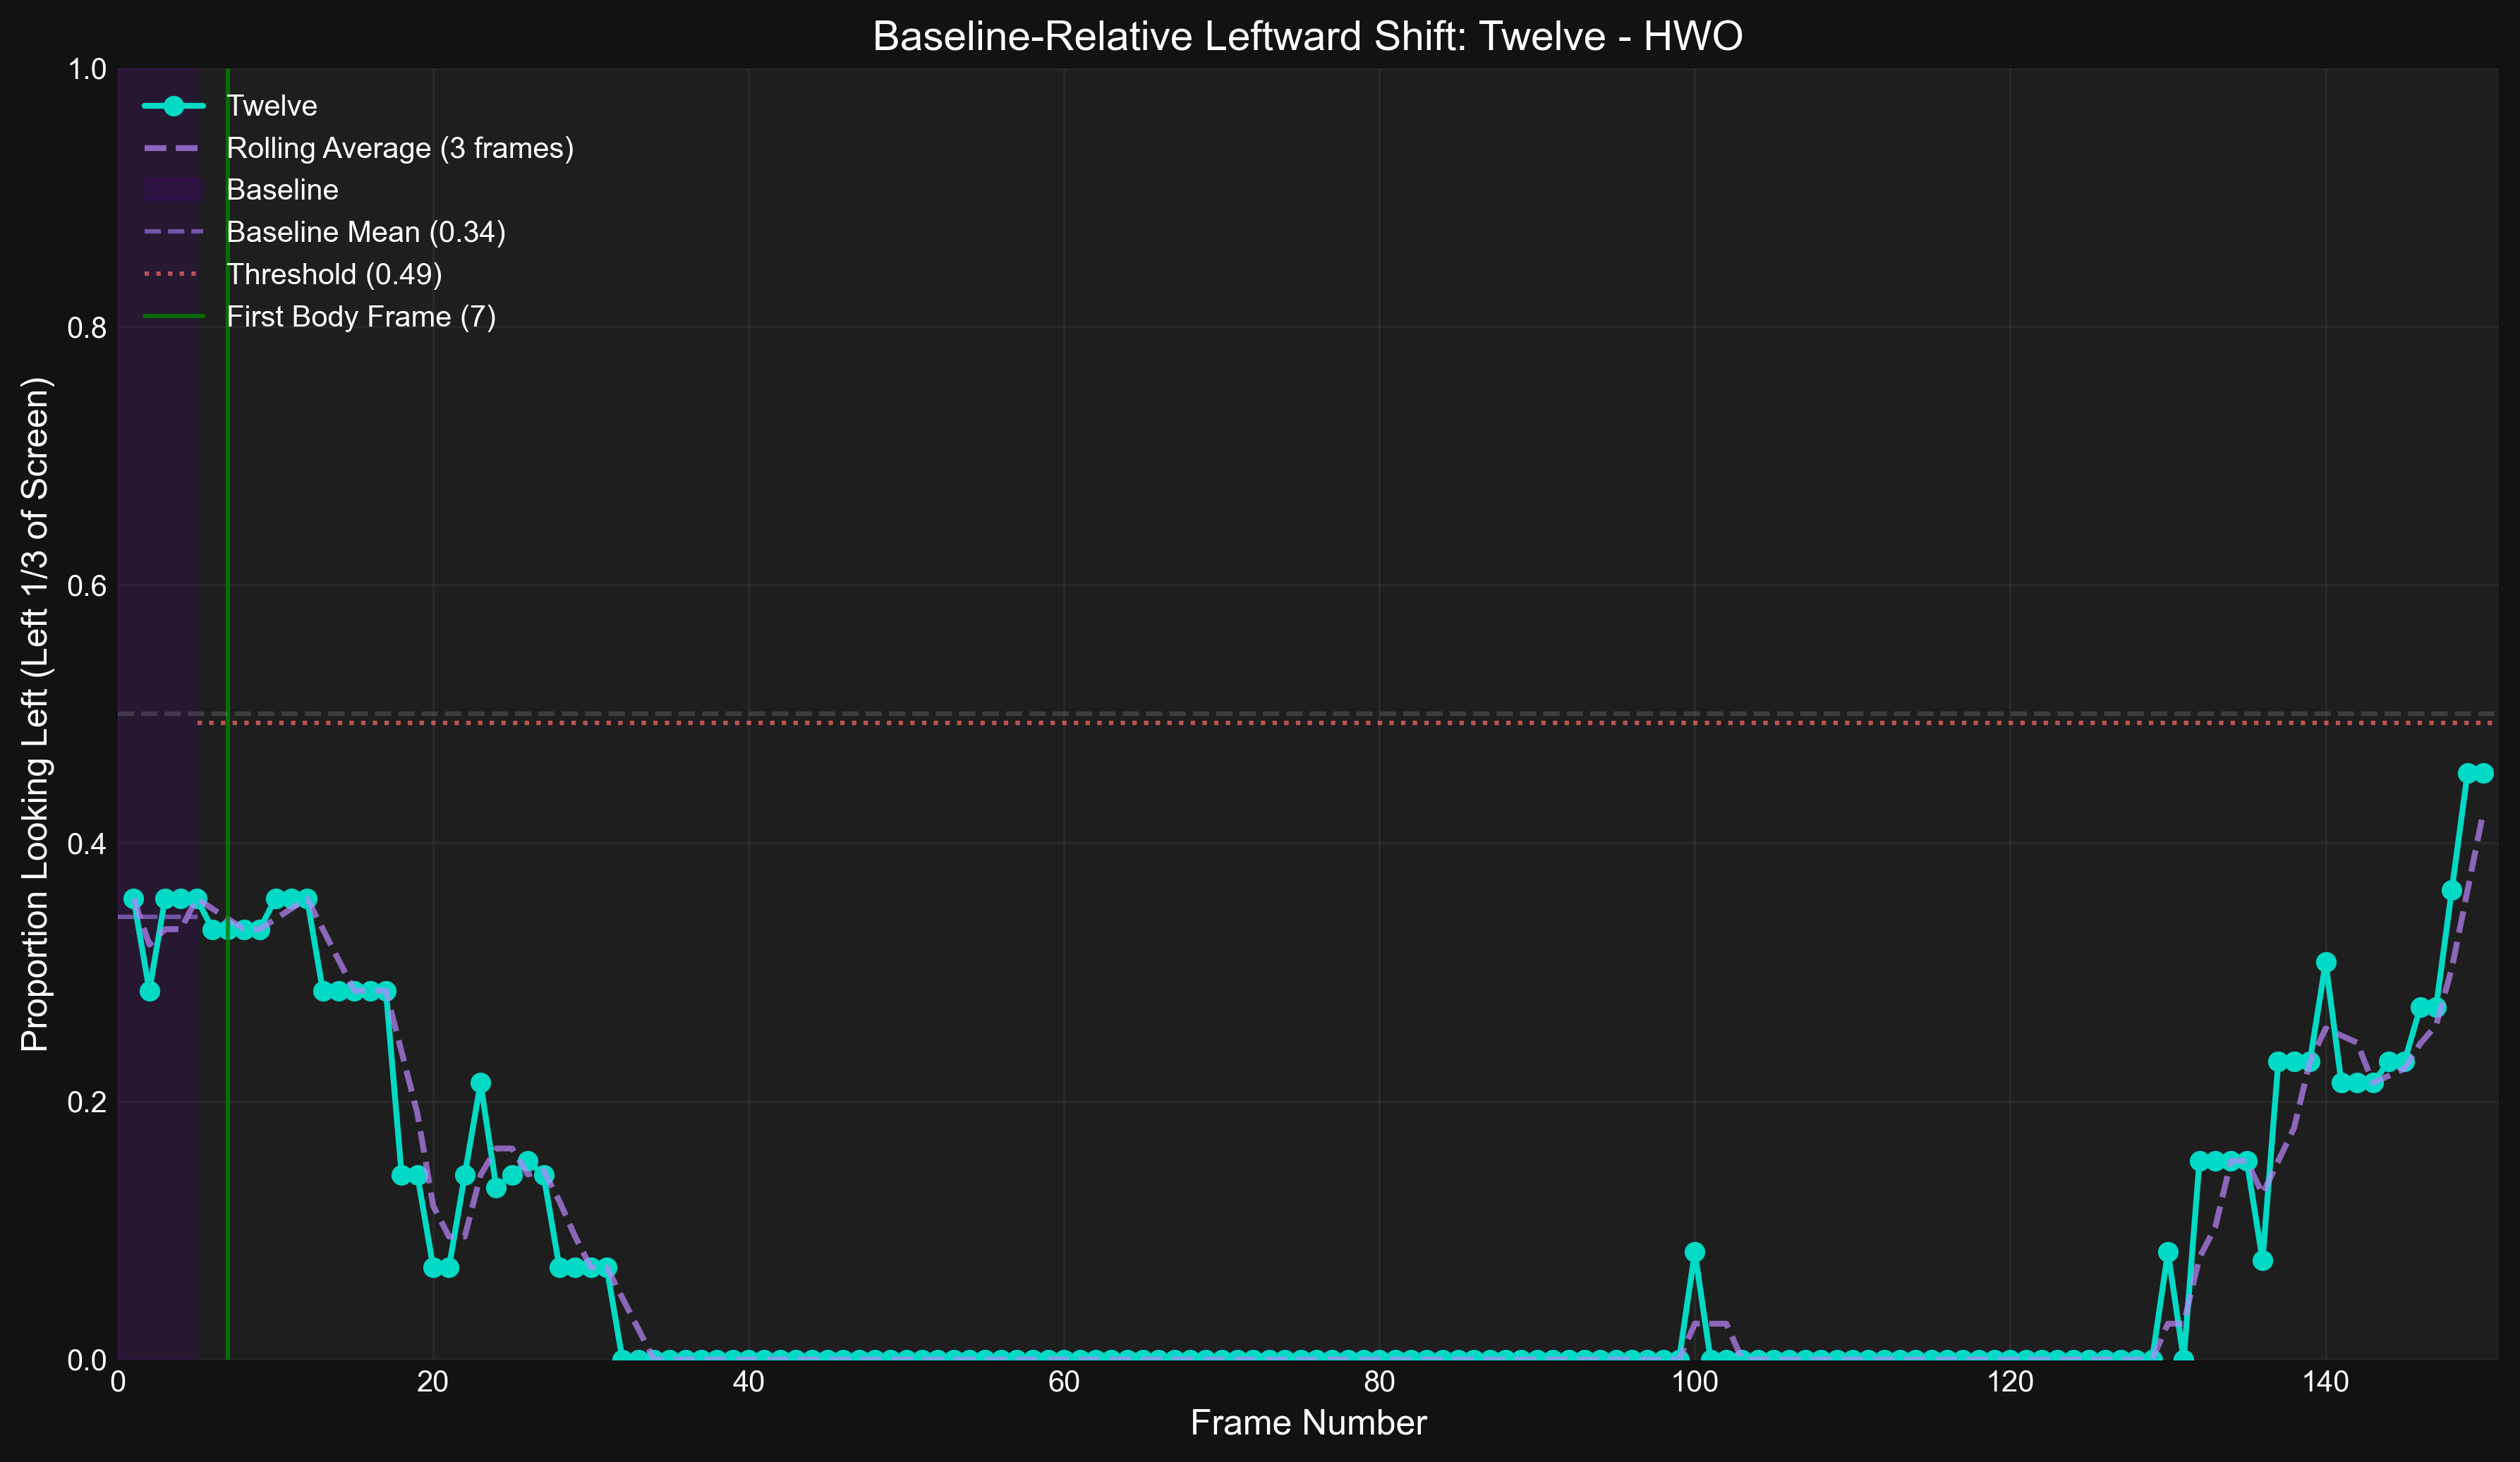 Baseline-Relative Leftward Shift: Twelve - HWO
Proportion Looking Left (Left 1/3 of Screen)
1.0
0.8
0.6
0.4
0.2
0.0
Twelve
Rolling Average (3 frames)
Baseline
Baseline Mean (0.34)
Threshold (0.49)
First Body Frame (7)
0 20 40 60 80 100 120 140
Frame Number